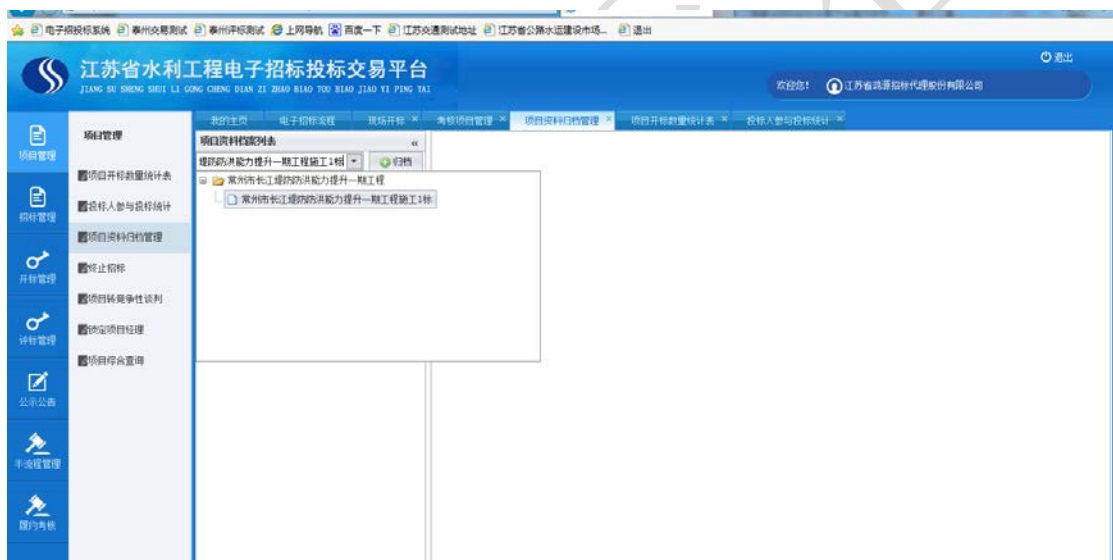 电子招投标系统 泰州交易测试 泰州评标测试 上网导航 百度一下 江苏交通测试地址 江苏省公路水运建设市场... 退出
江苏省水利工程电子招标投标交易平台
JIANG SU SHENG SHUI LI GONG CHENG DIAN ZI ZHAO BIAO TOU BIAO JIAO YI PING TAI
退出
欢迎您! 江苏省鸿源招标代理股份有限公司
我的主页 电子招标流程 现场开标 × 考核项目管理 × 项目资料归档管理 × 项目开标数量统计表 × 投标人参与投标统计 ×
项目管理
招标管理
开标管理
评标管理
公示公告
半流程管理
履约考核
项目管理
项目开标数量统计表
投标人参与投标统计
项目资料归档管理
终止招标
项目转竞争性谈判
锁定项目经理
项目综合查询
项目资料档案列表 «
堤防防洪能力提升一期工程施工1标 归档
常州市长江堤防防洪能力提升一期工程
常州市长江堤防防洪能力提升一期工程施工1标